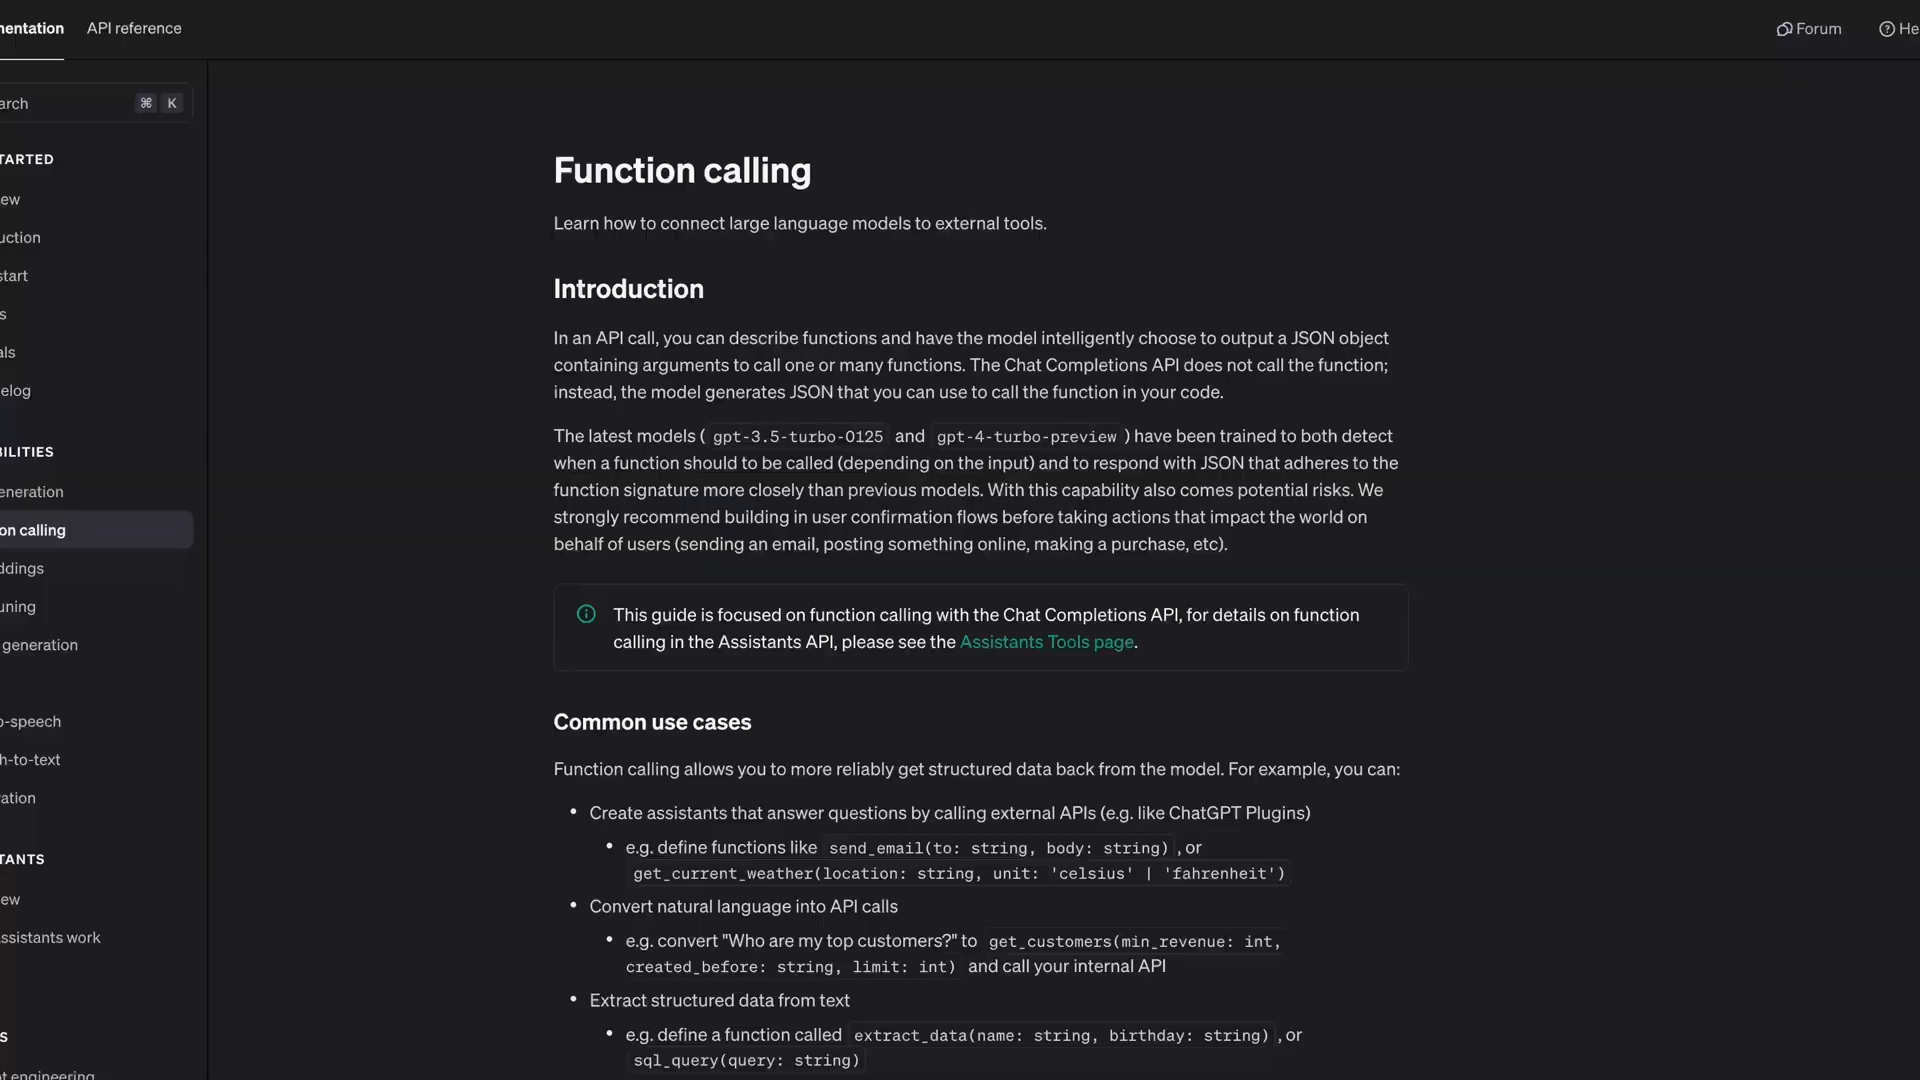 mentation API reference Forum He
arch ⌘ K
TARTED
ew
uction
start
s
als
elog
BILITIES
eneration
on calling
ddings
uning
generation
o-speech
h-to-text
ation
TANTS
ew
ssistants work
S
t engineering
Function calling
Learn how to connect large language models to external tools.
Introduction
In an API call, you can describe functions and have the model intelligently choose to output a JSON object
containing arguments to call one or many functions. The Chat Completions API does not call the function;
instead, the model generates JSON that you can use to call the function in your code.
The latest models ( gpt-3.5-turbo-0125 and gpt-4-turbo-preview ) have been trained to both detect
when a function should to be called (depending on the input) and to respond with JSON that adheres to the
function signature more closely than previous models. With this capability also comes potential risks. We
strongly recommend building in user confirmation flows before taking actions that impact the world on
behalf of users (sending an email, posting something online, making a purchase, etc).
This guide is focused on function calling with the Chat Completions API, for details on function
calling in the Assistants API, please see the Assistants Tools page.
Common use cases
Function calling allows you to more reliably get structured data back from the model. For example, you can:
• Create assistants that answer questions by calling external APIs (e.g. like ChatGPT Plugins)
• e.g. define functions like send_email(to: string, body: string) , or
get_current_weather(location: string, unit: 'celsius' | 'fahrenheit')
• Convert natural language into API calls
• e.g. convert "Who are my top customers?" to get_customers(min_revenue: int,
created_before: string, limit: int) and call your internal API
• Extract structured data from text
• e.g. define a function called extract_data(name: string, birthday: string) , or
sql_query(query: string)